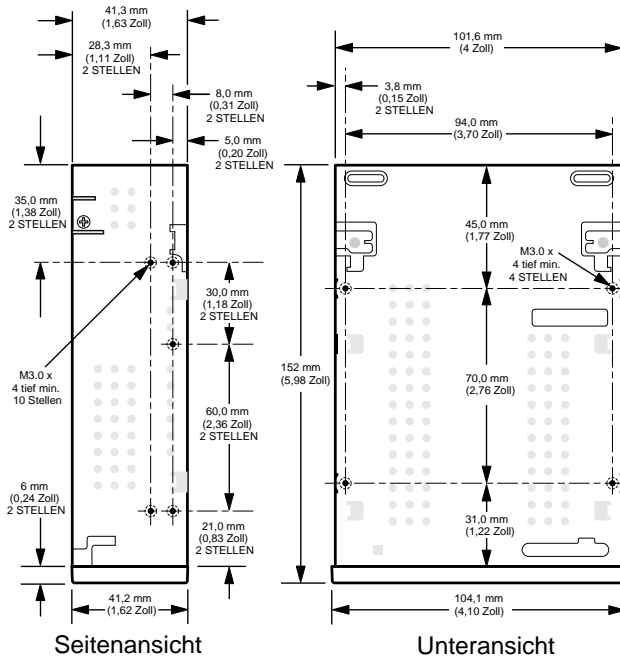 41,3 mm
(1,63 Zoll)
28,3 mm
(1,11 Zoll)
2 STELLEN
8,0 mm
(0,31 Zoll)
2 STELLEN
5,0 mm
(0,20 Zoll)
2 STELLEN
35,0 mm
(1,38 Zoll)
2 STELLEN
30,0 mm
(1,18 Zoll)
2 STELLEN
M3.0 x
4 tief min.
10 Stellen
60,0 mm
(2,36 Zoll)
2 STELLEN
6 mm
(0,24 Zoll)
2 STELLEN
21,0 mm
(0,83 Zoll)
2 STELLEN
41,2 mm
(1,62 Zoll)
Seitenansicht
101,6 mm
(4 Zoll)
3,8 mm
(0,15 Zoll)
2 STELLEN
94,0 mm
(3,70 Zoll)
45,0 mm
(1,77 Zoll)
M3.0 x
4 tief min.
4 STELLEN
152 mm
(5,98 Zoll)
70,0 mm
(2,76 Zoll)
31,0 mm
(1,22 Zoll)
104,1 mm
(4,10 Zoll)
Unteransicht